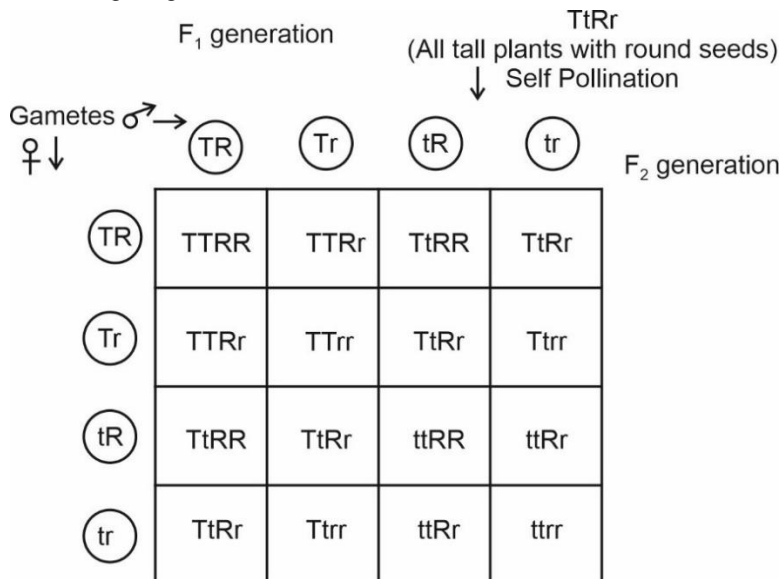 F₁ generation
TtRr
(All tall plants with round seeds)
↓ Self Pollination
Gametes ♂→
♀↓
TR Tr tR tr
F₂ generation
TR TTRR TTRr TtRR TtRr
Tr TTRr TTrr TtRr Ttrr
tR TtRR TtRr ttRR ttRr
tr TtRr Ttrr ttRr ttrr